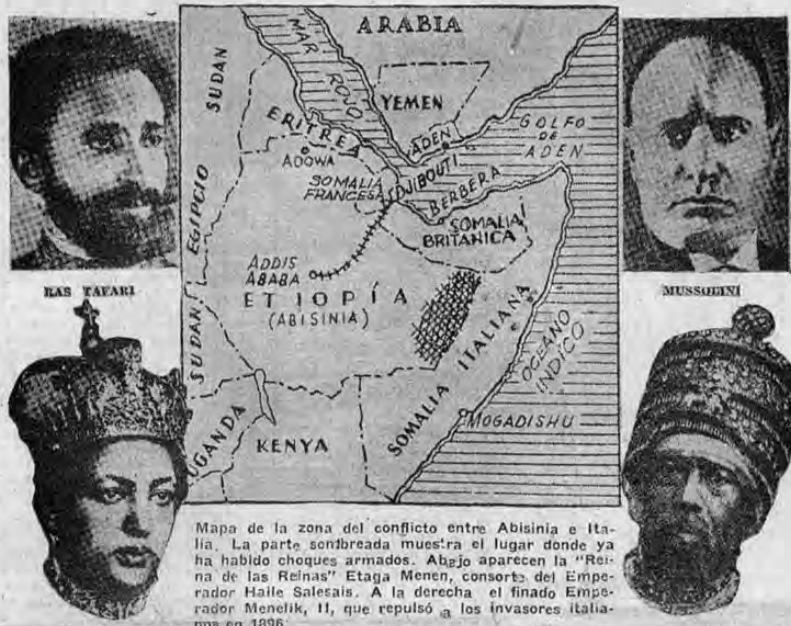 ARABIA
SUDAN
MAR ROJO
YEMEN
ERITREA
ADEN
GOLFO
DE
ADEN
ADOWA
DJIBOUTI
SOMALIA
FRANCESA
BERBERA
SOMALIA
BRITANICA
EGIPCIO
ADDIS
ABABA
ETIOPÍA
(ABISINIA)
RAS TAFARI
MUSSOLINI
SOMALIA ITALIANA
OCEANO
INDICO
SUDAN
UGANDA
KENYA
MOGADISHU
Mapa de la zona del conflicto entre Abisinia e Ita-
lia. La parte sombreada muestra el lugar donde ya
ha habido choques armados. Abajo aparecen la "Rei-
na de las Reinas" Etaga Menen, consorte del Empe-
rador Haile Salesais. A la derecha el finado Empe-
rador Menelik, II, que repulsó a los invasores italia-
nos en 1896